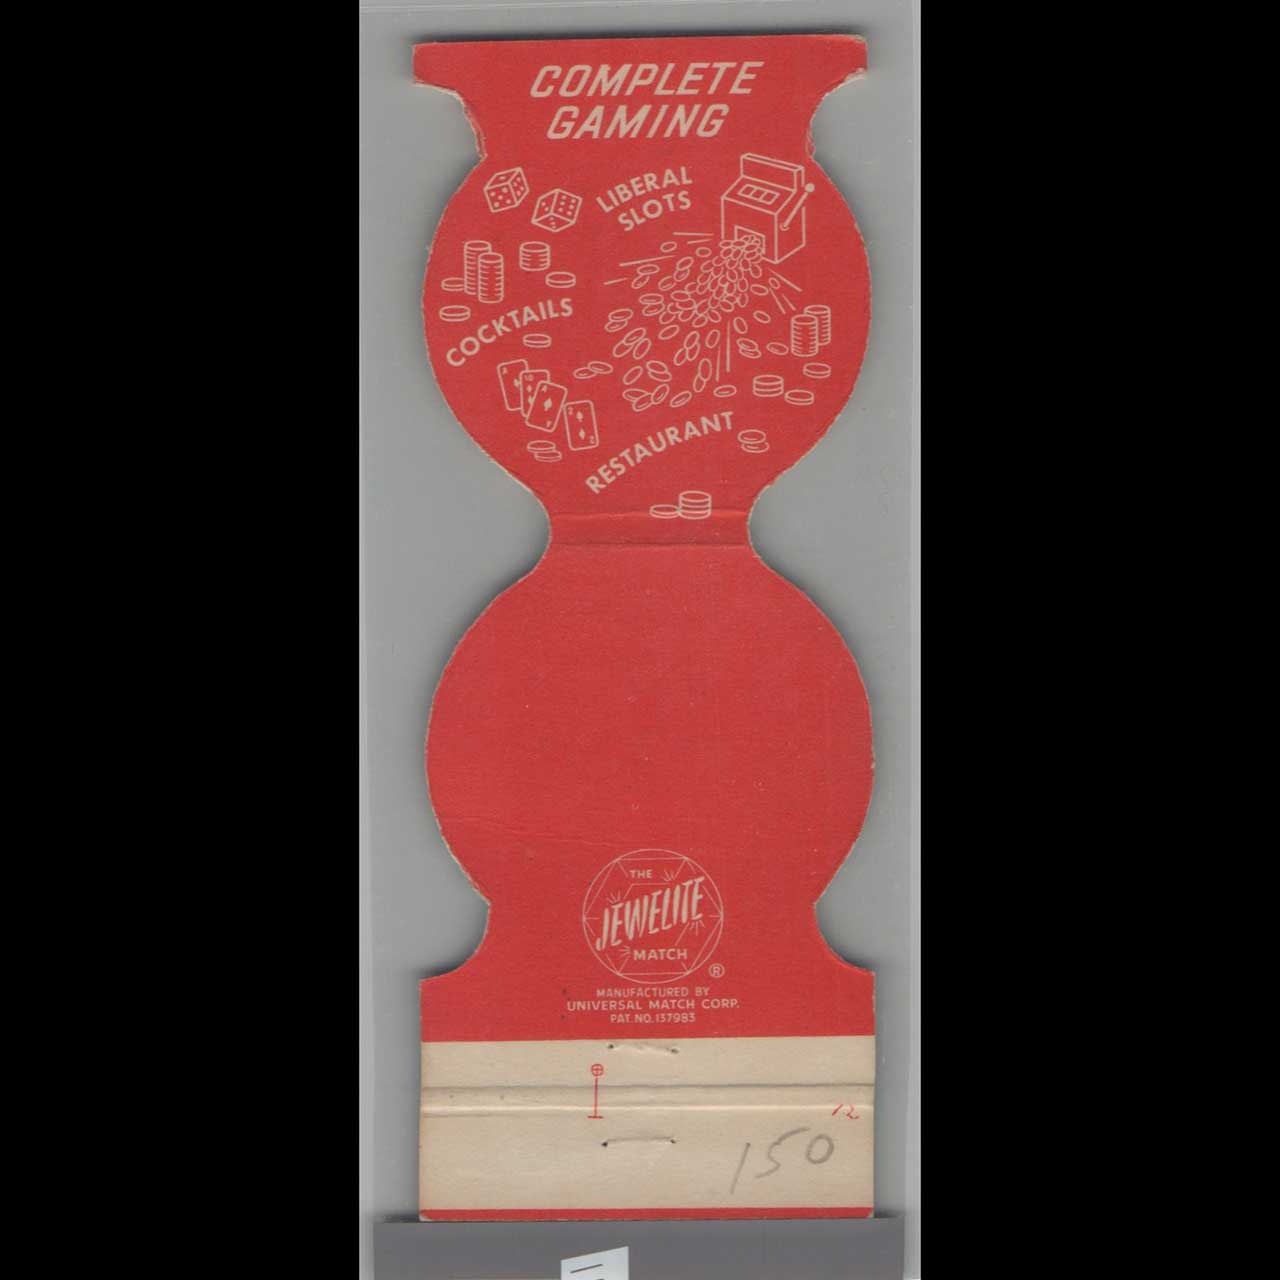 COMPLETE
GAMING
LIBERAL
SLOTS
COCKTAILS
RESTAURANT
THE
JEWELITE
MATCH
®
MANUFACTURED BY
UNIVERSAL MATCH CORP.
PAT. NO. 137983
150